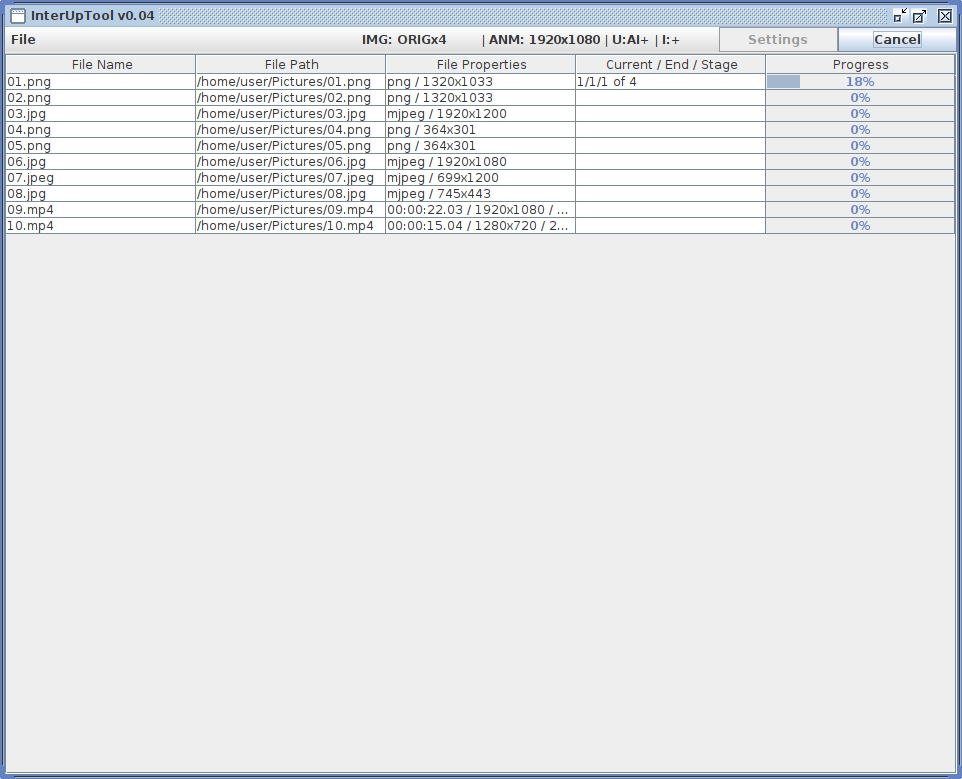 InterUpTool v0.04
File IMG: ORIGx4 | ANM: 1920x1080 | U:AI+ | I:+ Settings Cancel
File Name File Path File Properties Current / End / Stage Progress
01.png /home/user/Pictures/01.png png / 1320x1033 1/1/1 of 4 18%
02.png /home/user/Pictures/02.png png / 1320x1033 0%
03.jpg /home/user/Pictures/03.jpg mjpeg / 1920x1200 0%
04.png /home/user/Pictures/04.png png / 364x301 0%
05.png /home/user/Pictures/05.png png / 364x301 0%
06.jpg /home/user/Pictures/06.jpg mjpeg / 1920x1080 0%
07.jpeg /home/user/Pictures/07.jpeg mjpeg / 699x1200 0%
08.jpg /home/user/Pictures/08.jpg mjpeg / 745x443 0%
09.mp4 /home/user/Pictures/09.mp4 00:00:22.03 / 1920x1080 / ... 0%
10.mp4 /home/user/Pictures/10.mp4 00:00:15.04 / 1280x720 / 2... 0%